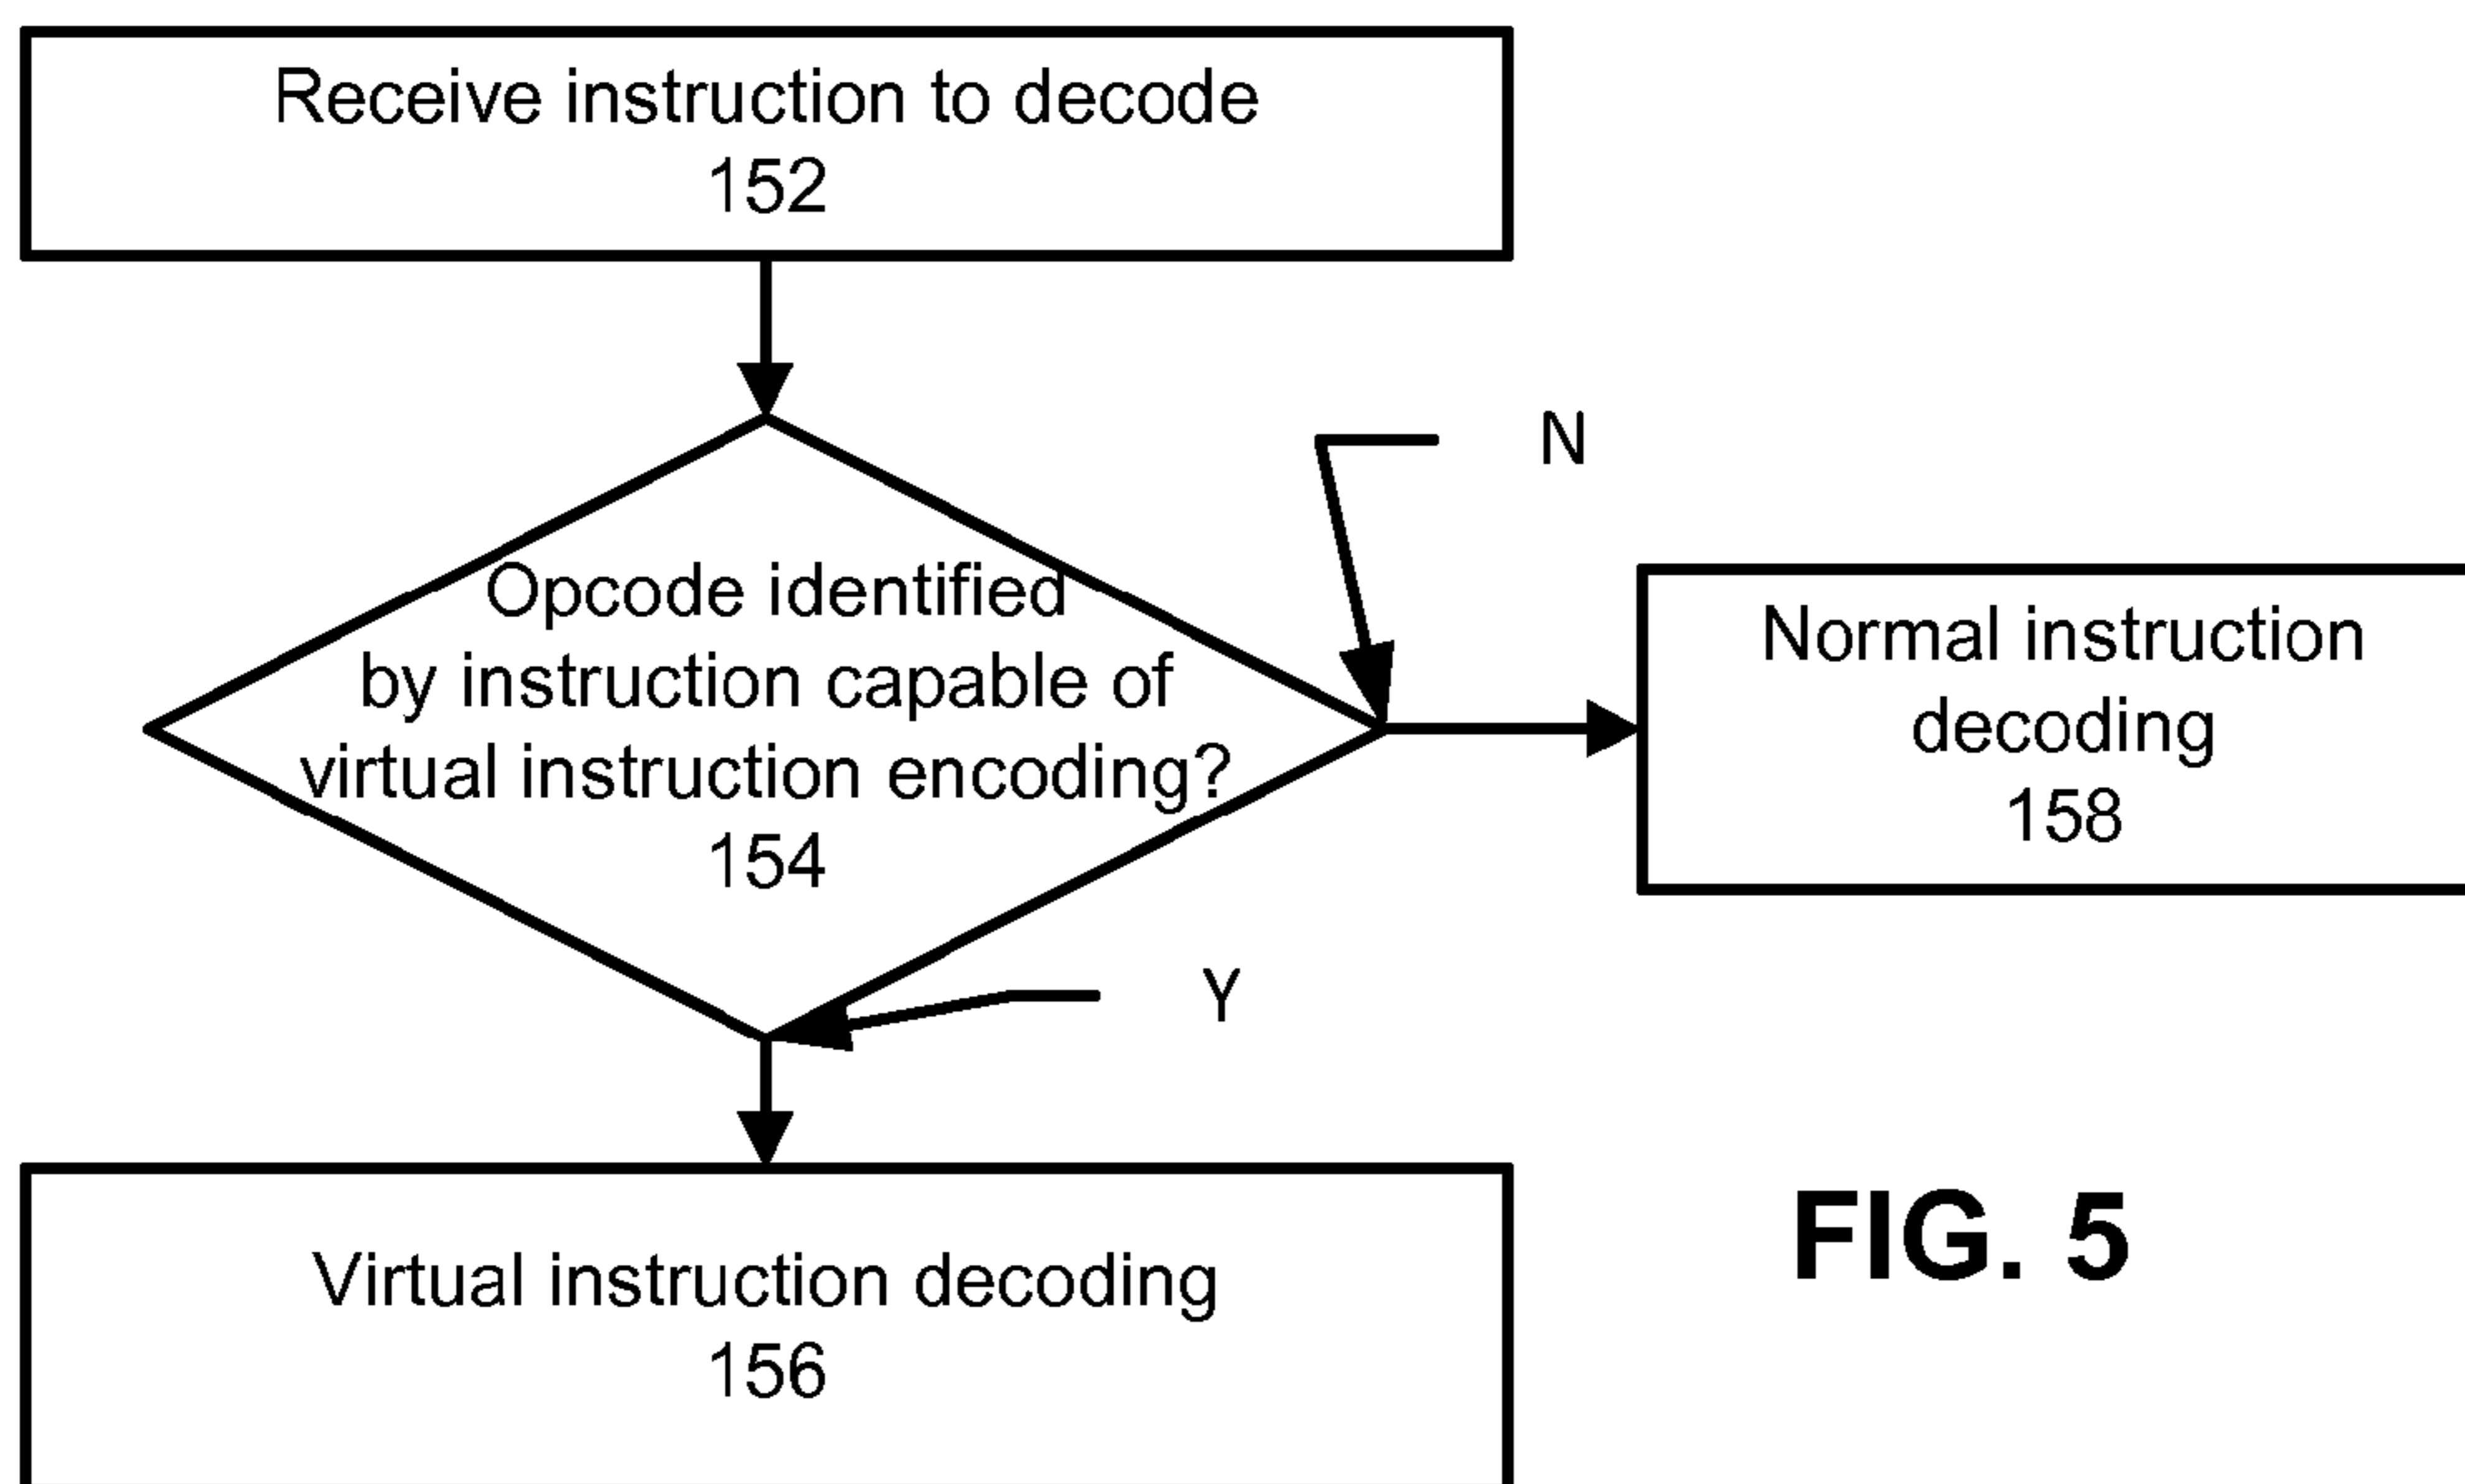 Receive instruction to decode
152
N
Opcode identified
by instruction capable of
virtual instruction encoding?
154
Normal instruction
decoding
158
Y
Virtual instruction decoding
156
FIG. 5